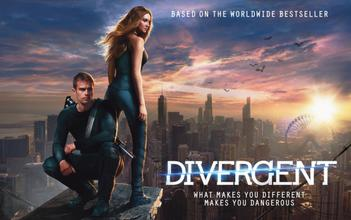 BASED ON THE WORLDWIDE BESTSELLER
DIVERGENT
WHAT MAKES YOU DIFFERENT
MAKES YOU DANGEROUS